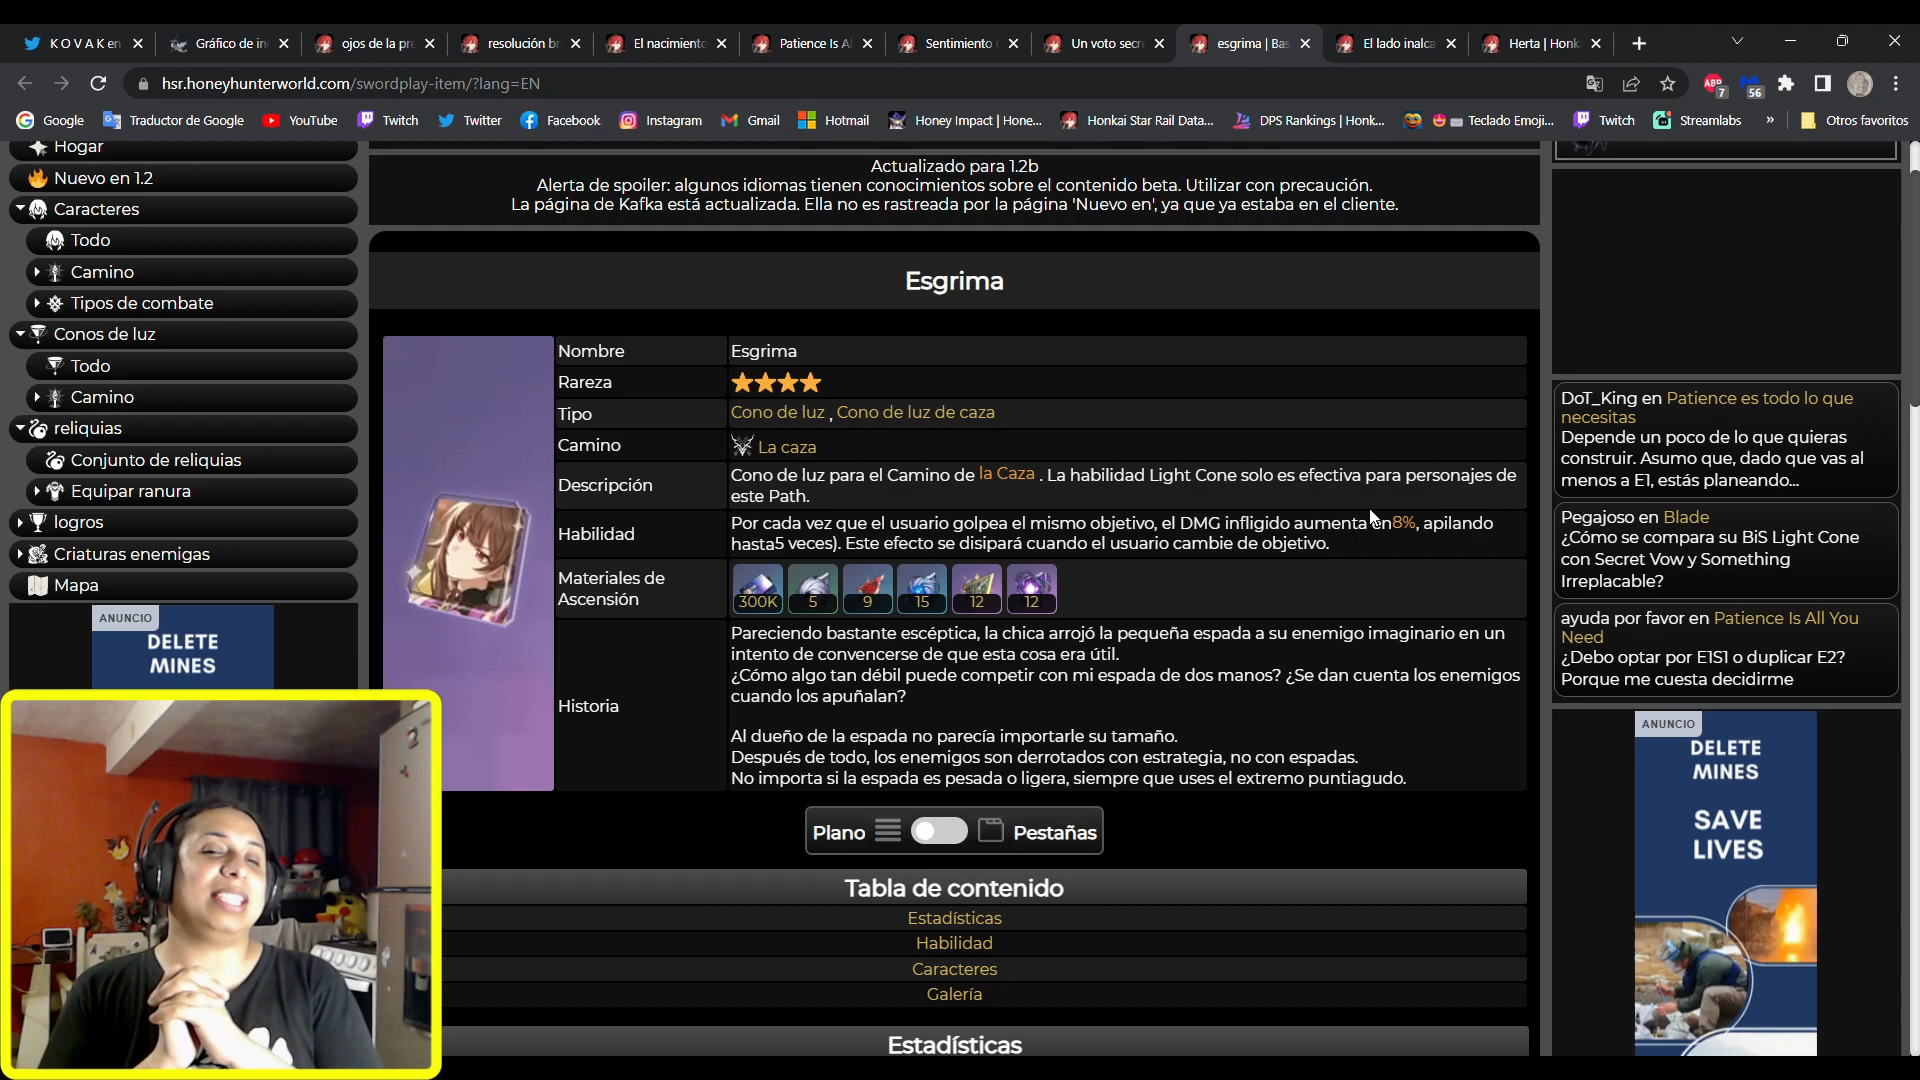 K O V A K en
Gráfico de in
ojos de la pre
resolución br
El nacimiento
Patience Is Al
Sentimiento
Un voto secre
esgrima | Bas
El lado inalca
Herta | Honk
hsr.honeyhunterworld.com/swordplay-item/?lang=EN
7
56
Google
Traductor de Google
YouTube
Twitch
Twitter
Facebook
Instagram
Gmail
Hotmail
Honey Impact | Hone...
Honkai Star Rail Data...
DPS Rankings | Honk...
Teclado Emoji...
Twitch
Streamlabs
»
Otros favoritos
Hogar
Nuevo en 1.2
Caracteres
Todo
Camino
Tipos de combate
Conos de luz
Todo
Camino
reliquias
Conjunto de reliquias
Equipar ranura
logros
Criaturas enemigas
Mapa
ANUNCIO
DELETE
MINES
Actualizado para 1.2b
Alerta de spoiler: algunos idiomas tienen conocimientos sobre el contenido beta. Utilizar con precaución.
La página de Kafka está actualizada. Ella no es rastreada por la página 'Nuevo en', ya que ya estaba en el cliente.
Esgrima
Nombre
Esgrima
Rareza
Tipo
Cono de luz , Cono de luz de caza
Camino
La caza
Descripción
Cono de luz para el Camino de la Caza . La habilidad Light Cone solo es efectiva para personajes de
este Path.
Habilidad
Por cada vez que el usuario golpea el mismo objetivo, el DMG infligido aumenta en8%, apilando
hasta5 veces). Este efecto se disipará cuando el usuario cambie de objetivo.
Materiales de
Ascensión
300K
5
9
15
12
12
Historia
Pareciendo bastante escéptica, la chica arrojó la pequeña espada a su enemigo imaginario en un
intento de convencerse de que esta cosa era útil.
¿Cómo algo tan débil puede competir con mi espada de dos manos? ¿Se dan cuenta los enemigos
cuando los apuñalan?
Al dueño de la espada no parecía importarle su tamaño.
Después de todo, los enemigos son derrotados con estrategia, no con espadas.
No importa si la espada es pesada o ligera, siempre que uses el extremo puntiagudo.
Plano
Pestañas
Tabla de contenido
Estadísticas
Habilidad
Caracteres
Galería
Estadísticas
DoT_King en Patience es todo lo que
necesitas
Depende un poco de lo que quieras
construir. Asumo que, dado que vas al
menos a E1, estás planeando...
Pegajoso en Blade
¿Cómo se compara su BiS Light Cone
con Secret Vow y Something
Irreplacable?
ayuda por favor en Patience Is All You
Need
¿Debo optar por E1S1 o duplicar E2?
Porque me cuesta decidirme
ANUNCIO
DELETE
MINES
SAVE
LIVES